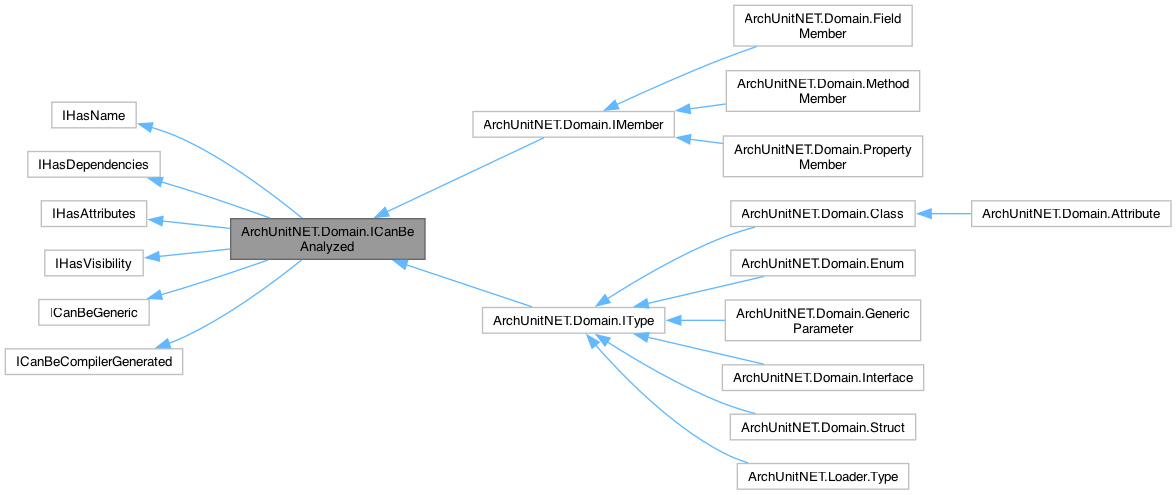 IHasName
IHasDependencies
IHasAttributes
IHasVisibility
ICanBeGeneric
ICanBeCompilerGenerated
ArchUnitNET.Domain.ICanBe
Analyzed
ArchUnitNET.Domain.IMember
ArchUnitNET.Domain.IType
ArchUnitNET.Domain.Field
Member
ArchUnitNET.Domain.Method
Member
ArchUnitNET.Domain.Property
Member
ArchUnitNET.Domain.Class
ArchUnitNET.Domain.Enum
ArchUnitNET.Domain.Generic
Parameter
ArchUnitNET.Domain.Interface
ArchUnitNET.Domain.Struct
ArchUnitNET.Loader.Type
ArchUnitNET.Domain.Attribute